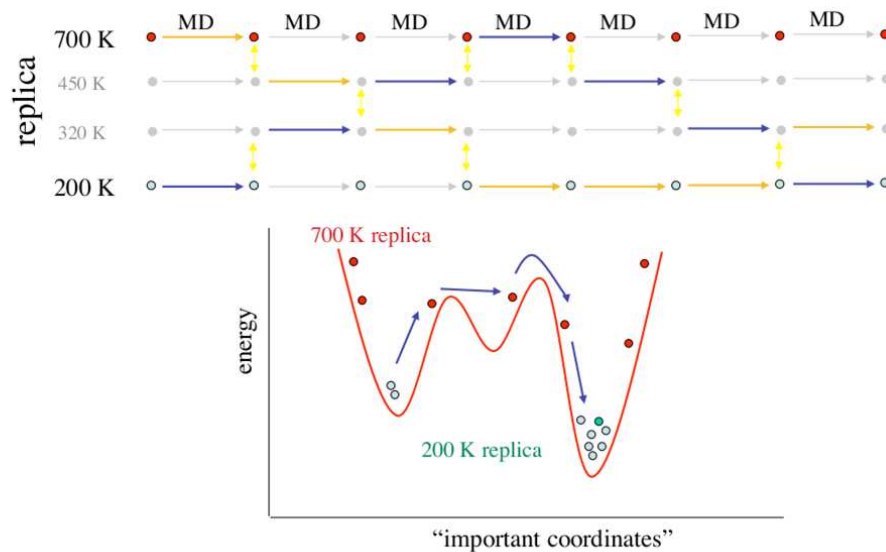 MD MD MD MD MD MD MD
700 K
450 K
replica
320 K
200 K
700 K replica
energy
200 K replica
“important coordinates”